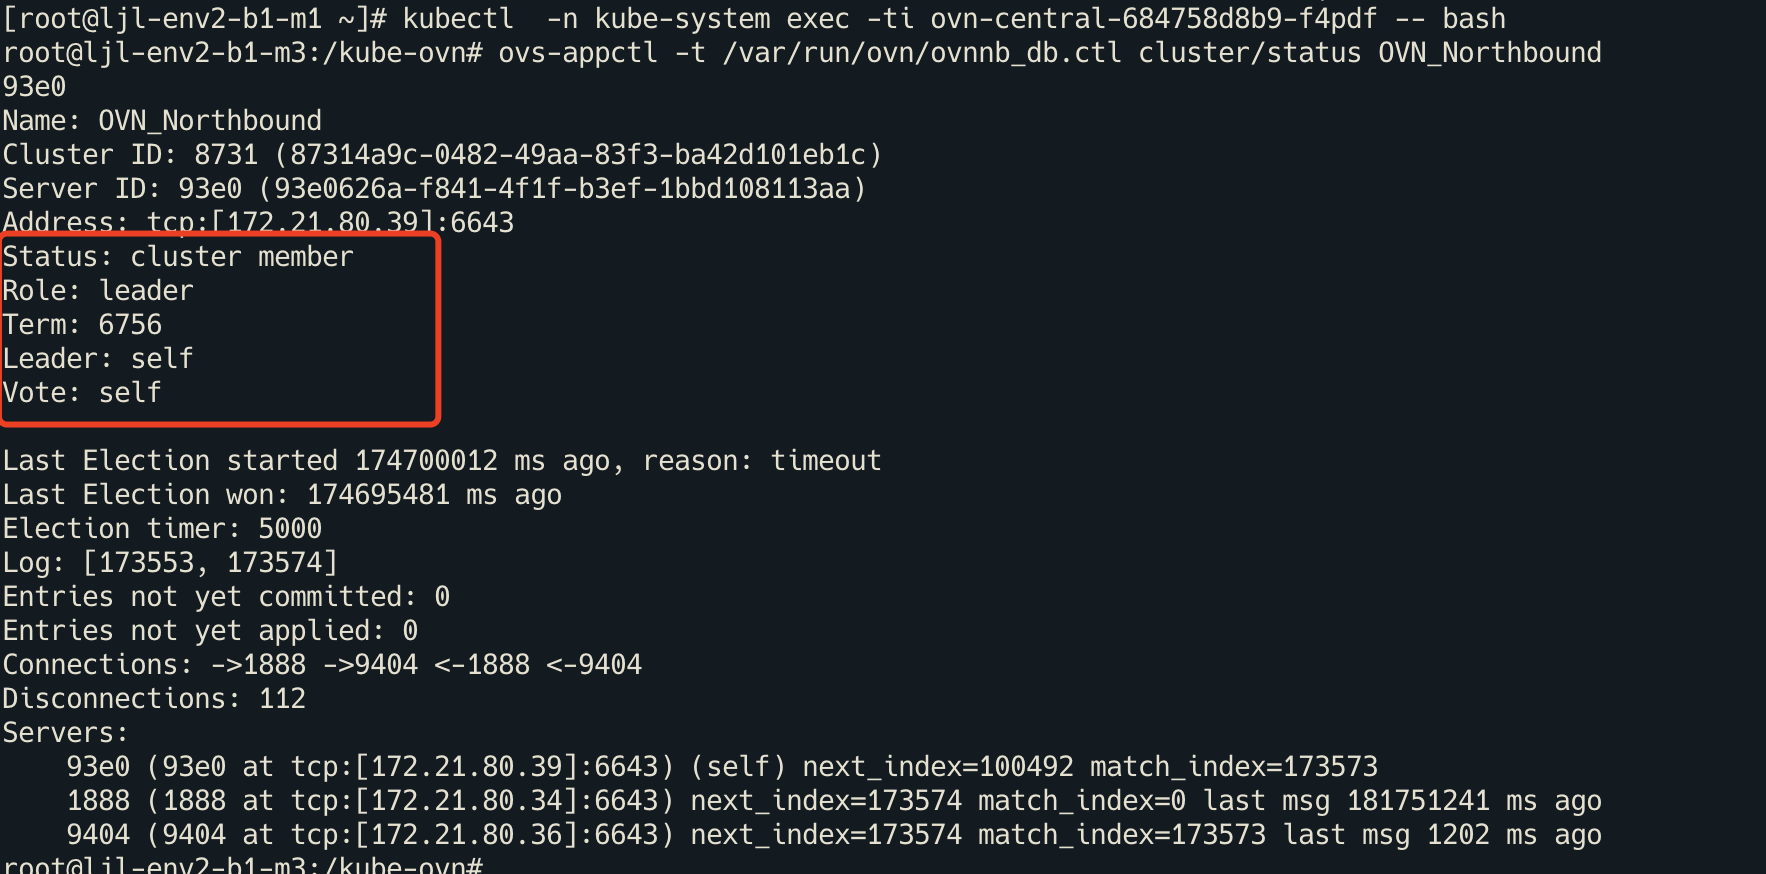 [root@ljl-env2-b1-m1 ~]# kubectl  -n kube-system exec -ti ovn-central-684758d8b9-f4pdf -- bash
root@ljl-env2-b1-m3:/kube-ovn# ovs-appctl -t /var/run/ovn/ovnnb_db.ctl cluster/status OVN_Northbound
93e0
Name: OVN_Northbound
Cluster ID: 8731 (87314a9c-0482-49aa-83f3-ba42d101eb1c)
Server ID: 93e0 (93e0626a-f841-4f1f-b3ef-1bbd108113aa)
Address: tcp:[172.21.80.39]:6643
Status: cluster member
Role: leader
Term: 6756
Leader: self
Vote: self
Last Election started 174700012 ms ago, reason: timeout
Last Election won: 174695481 ms ago
Election timer: 5000
Log: [173553, 173574]
Entries not yet committed: 0
Entries not yet applied: 0
Connections: ->1888 ->9404 <-1888 <-9404
Disconnections: 112
Servers:
    93e0 (93e0 at tcp:[172.21.80.39]:6643) (self) next_index=100492 match_index=173573
    1888 (1888 at tcp:[172.21.80.34]:6643) next_index=173574 match_index=0 last msg 181751241 ms ago
    9404 (9404 at tcp:[172.21.80.36]:6643) next_index=173574 match_index=173573 last msg 1202 ms ago
root@ljl-env2-b1-m3:/kube-ovn#